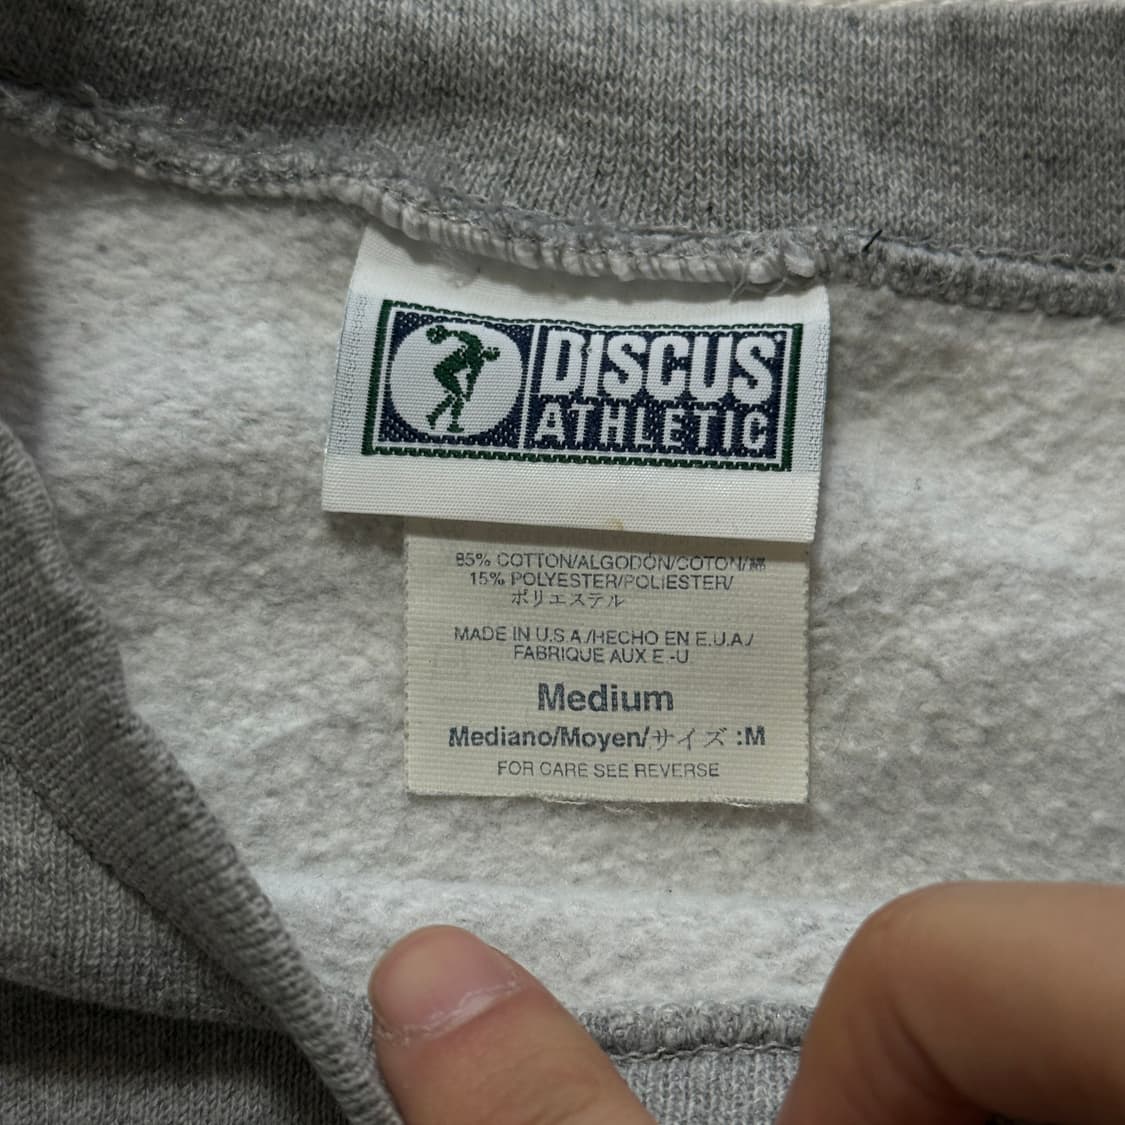 DISCUS
ATHLETIC
85% COTTON/ALGODÓN/COTON/綿
15% POLYESTER/POLIESTER/
ポリエステル
MADE IN U.S.A./HECHO EN E.U.A./
FABRIQUE AUX E.-U
Medium
Mediano/Moyen/サイズ :M
FOR CARE SEE REVERSE